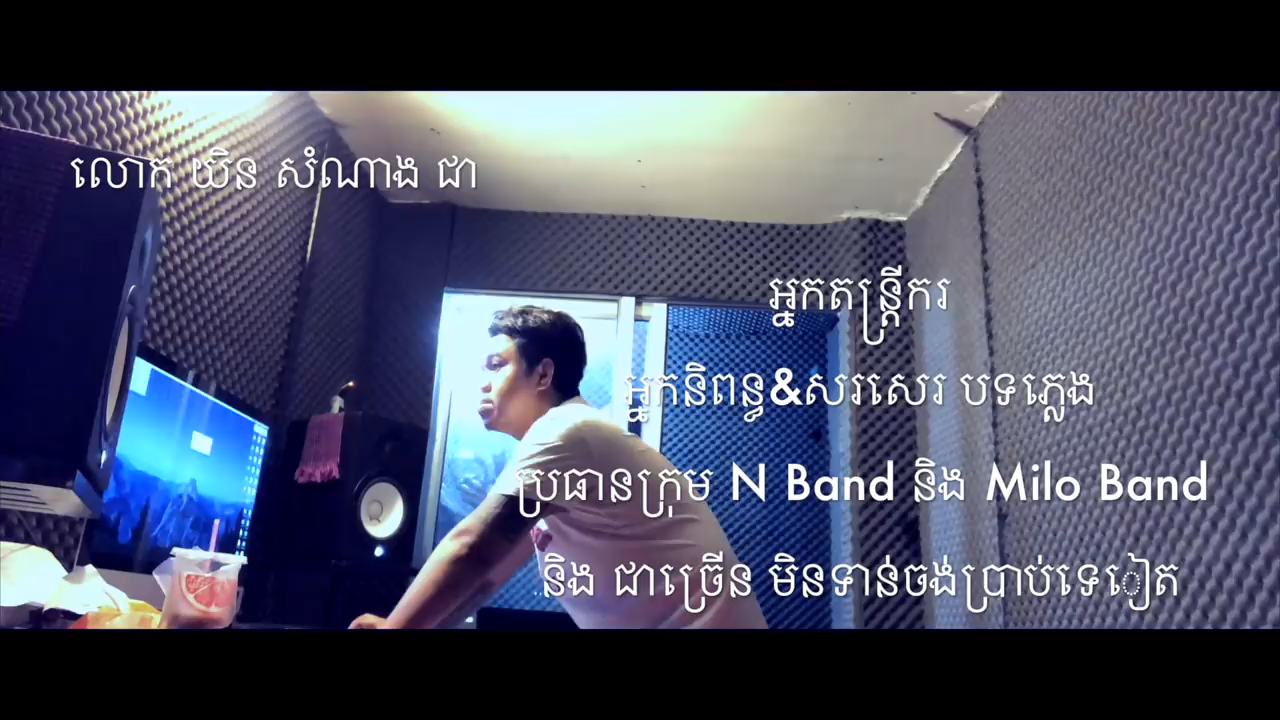 លោក យិន សំណាង ជា
អ្នកតន្ត្រីករ
អ្នកនិពន្ធ&សរសេរ បទភ្លេង
ប្រធានក្រុម N Band និង Milo Band
..និង ជាច្រើន មិនទាន់ចង់ប្រាប់ទេៀត